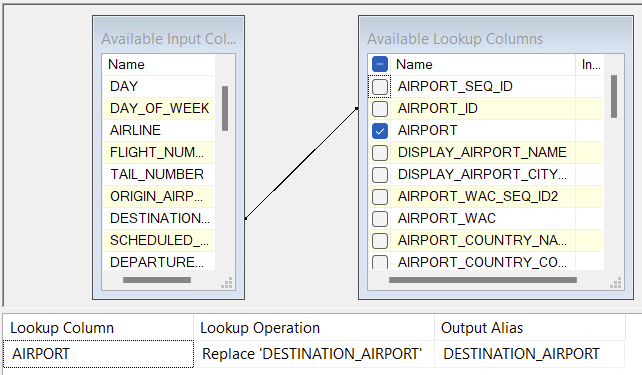 Available Input Col...
Name
DAY
DAY_OF_WEEK
AIRLINE
FLIGHT_NUM...
TAIL_NUMBER
ORIGIN_AIRP...
DESTINATION...
SCHEDULED_...
DEPARTURE...
Available Lookup Columns
Name In...
AIRPORT_SEQ_ID
AIRPORT_ID
AIRPORT
DISPLAY_AIRPORT_NAME
DISPLAY_AIRPORT_CITY...
AIRPORT_WAC_SEQ_ID2
AIRPORT_WAC
AIRPORT_COUNTRY_NA...
AIRPORT_COUNTRY_CO...
Lookup Column Lookup Operation Output Alias
AIRPORT Replace 'DESTINATION_AIRPORT' DESTINATION_AIRPORT